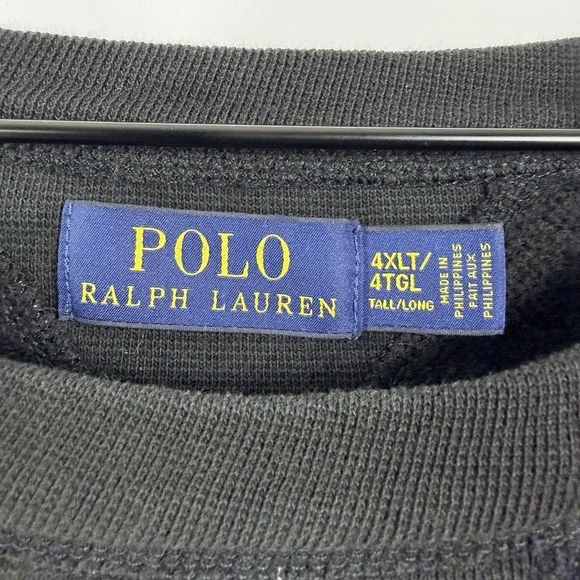 POLO
RALPH LAUREN
4XLT/
4TGL
TALL/LONG
MADE IN
PHILIPPINES
FAIT AUX
PHILIPPINES